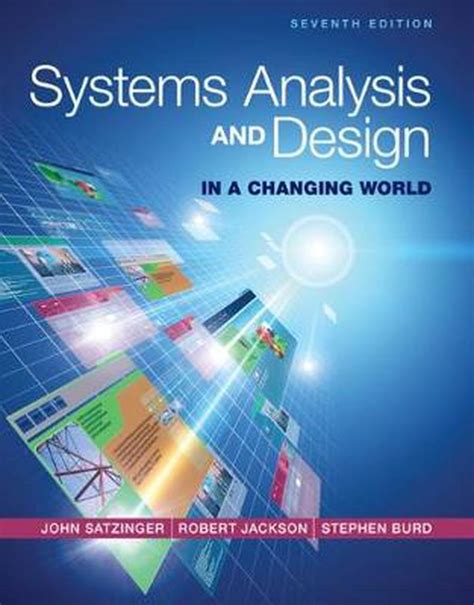 SEVENTH EDITION
Systems Analysis
AND Design
IN A CHANGING WORLD
JOHN SATZINGER | ROBERT JACKSON | STEPHEN BURD